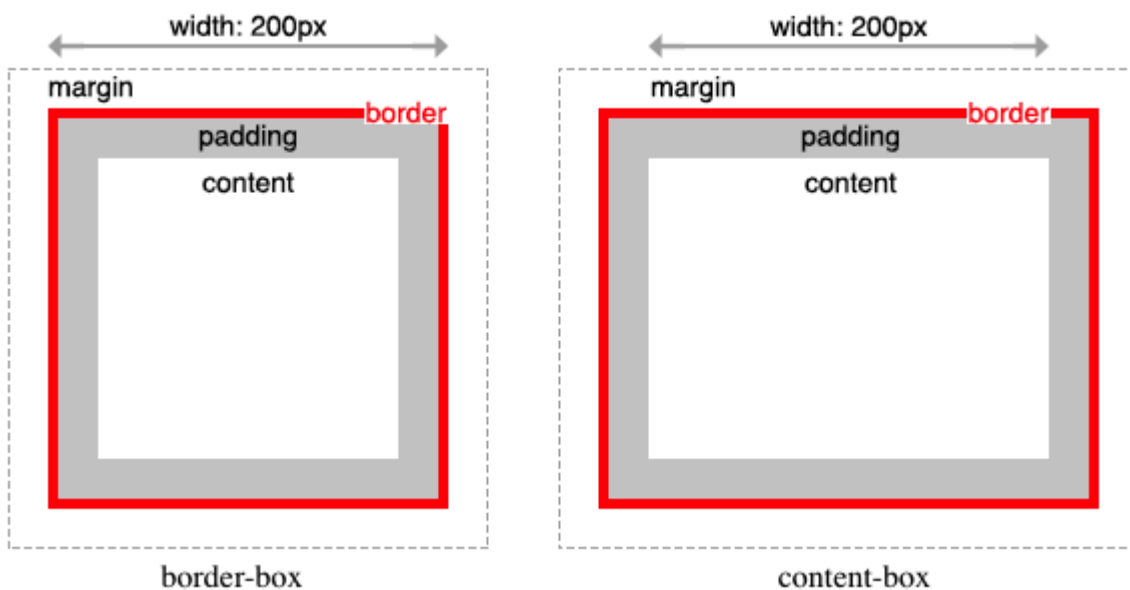 width: 200px
margin
border
padding
content
border-box
width: 200px
margin
border
padding
content
content-box